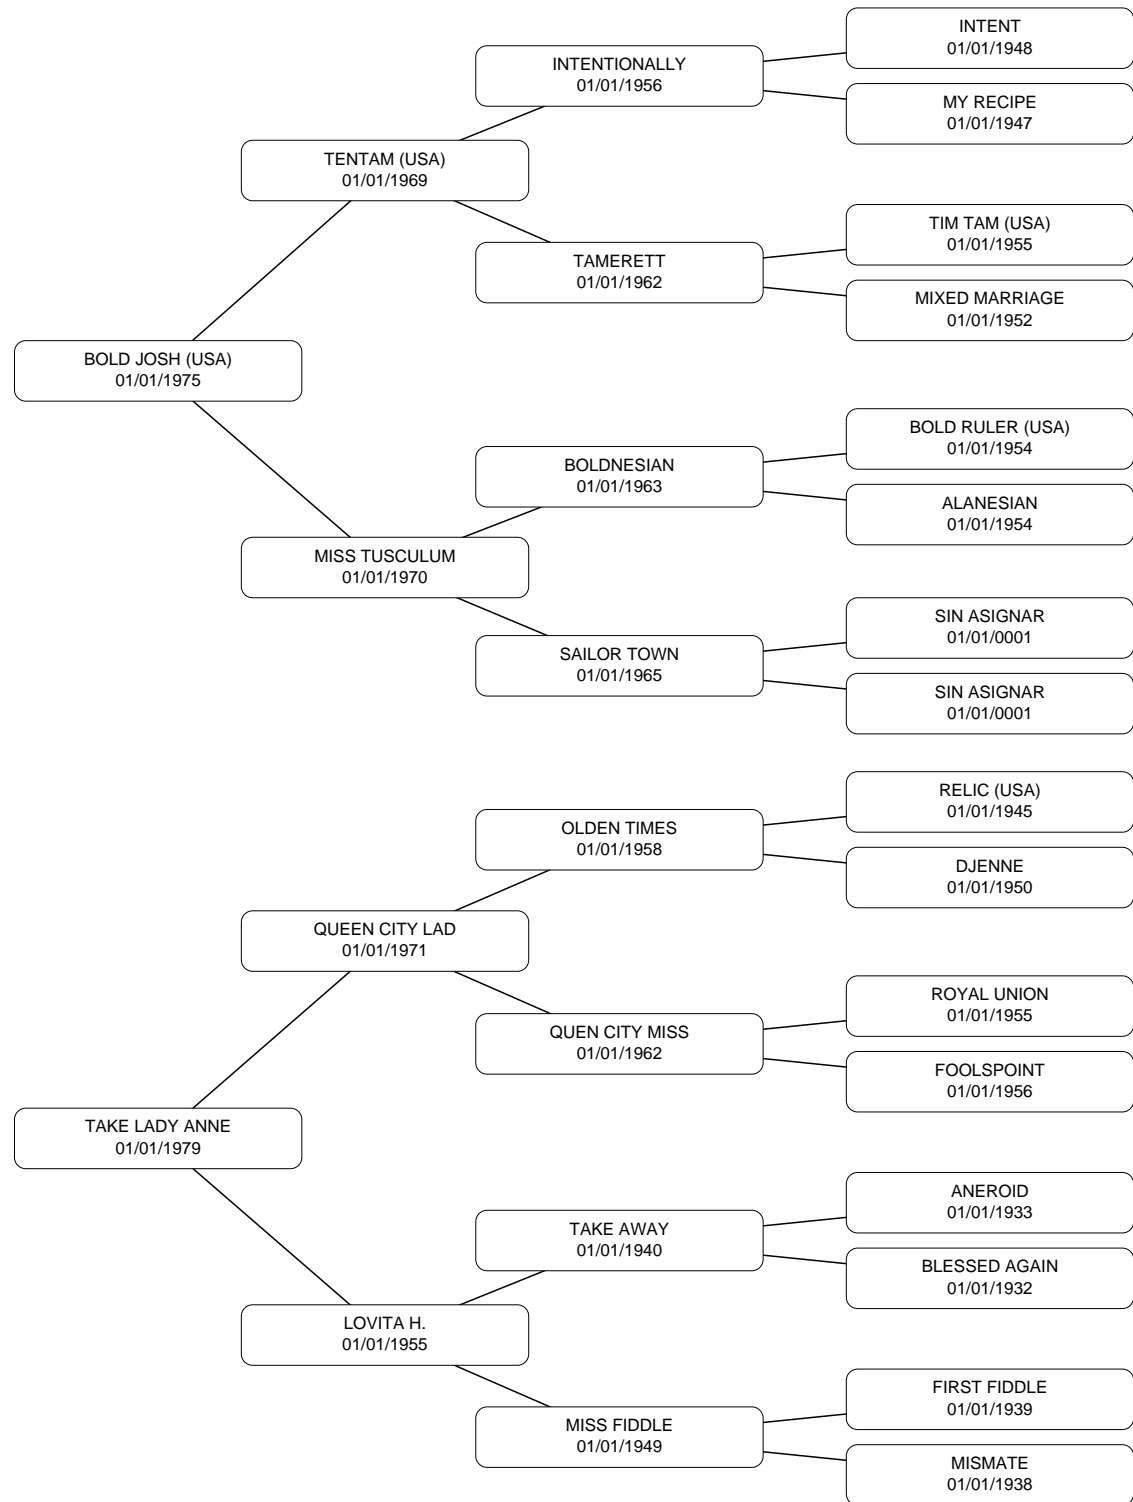 INTENT
01/01/1948
INTENTIONALLY
01/01/1956
MY RECIPE
01/01/1947
TENTAM (USA)
01/01/1969
TIM TAM (USA)
01/01/1955
TAMERETT
01/01/1962
MIXED MARRIAGE
01/01/1952
BOLD JOSH (USA)
01/01/1975
BOLD RULER (USA)
01/01/1954
BOLDNESIAN
01/01/1963
ALANESIAN
01/01/1954
MISS TUSCULUM
01/01/1970
SIN ASIGNAR
01/01/0001
SAILOR TOWN
01/01/1965
SIN ASIGNAR
01/01/0001
RELIC (USA)
01/01/1945
OLDEN TIMES
01/01/1958
DJENNE
01/01/1950
QUEEN CITY LAD
01/01/1971
ROYAL UNION
01/01/1955
QUEN CITY MISS
01/01/1962
FOOLSPOINT
01/01/1956
TAKE LADY ANNE
01/01/1979
ANEROID
01/01/1933
TAKE AWAY
01/01/1940
BLESSED AGAIN
01/01/1932
LOVITA H.
01/01/1955
FIRST FIDDLE
01/01/1939
MISS FIDDLE
01/01/1949
MISMATE
01/01/1938